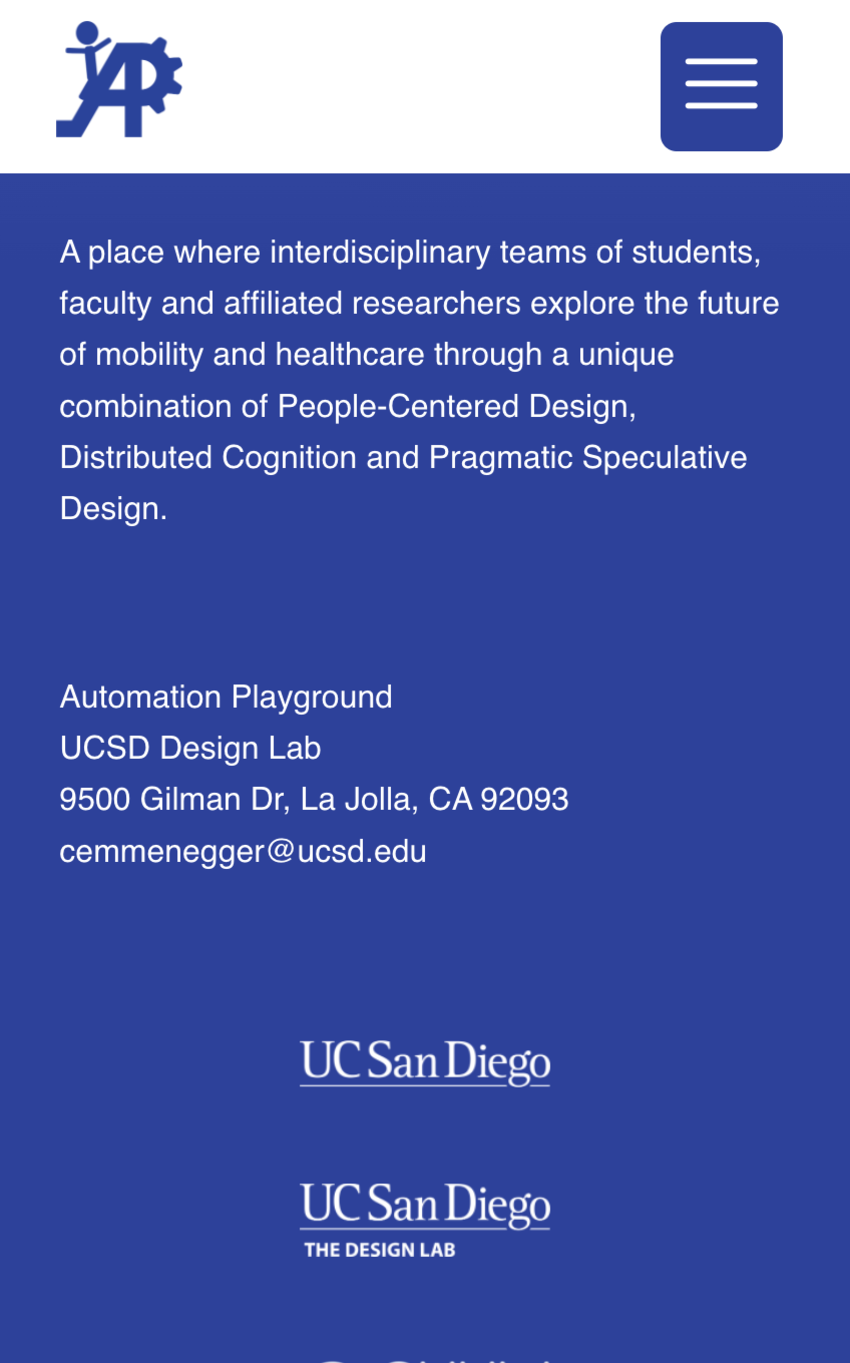 AP
A place where interdisciplinary teams of students,
faculty and affiliated researchers explore the future
of mobility and healthcare through a unique
combination of People-Centered Design,
Distributed Cognition and Pragmatic Speculative
Design.
Automation Playground
UCSD Design Lab
9500 Gilman Dr, La Jolla, CA 92093
cemmenegger@ucsd.edu
UC San Diego
UC San Diego
THE DESIGN LAB